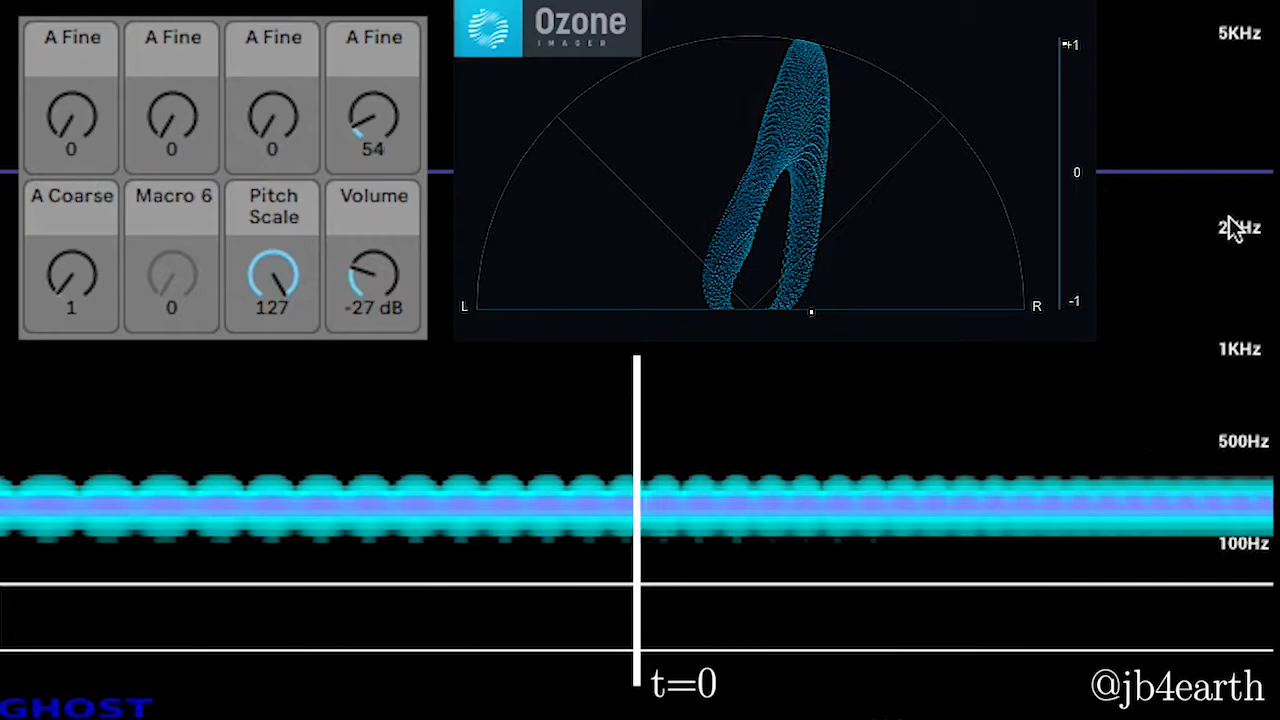 A Fine
A Fine
A Fine
A Fine
0
0
0
54
A Coarse
Macro 6
Pitch
Scale
Volume
1
0
127
-27 dB
Ozone
IMAGER
L
R
+1
0
-1
5KHz
1KHz
500Hz
100Hz
t=0
@jb4earth
GHOST